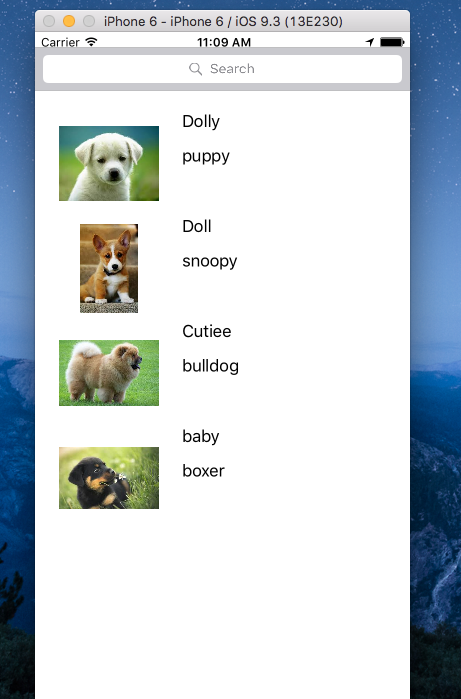 iPhone 6 - iPhone 6 / iOS 9.3 (13E230)
Carrier 11:09 AM
Search
Dolly
puppy
Doll
snoopy
Cutiee
bulldog
baby
boxer